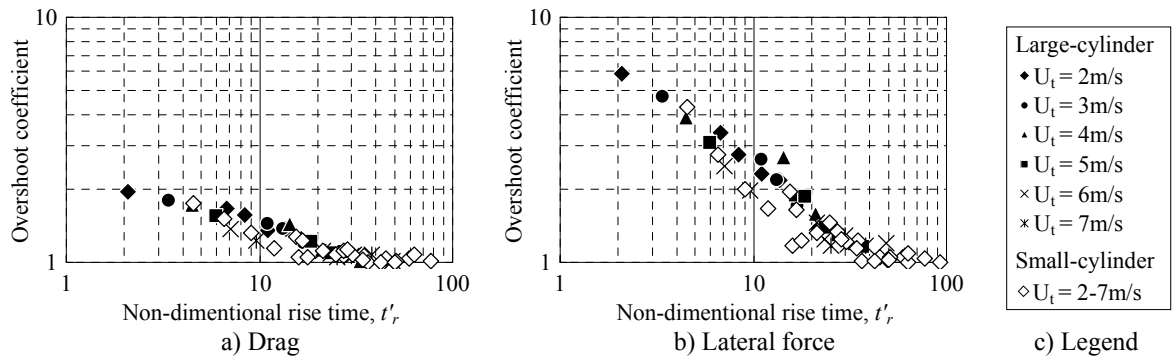 10
Overshoot coefficient
1
1
10
100
Non-dimentional rise time, t'r
a) Drag
10
Overshoot coefficient
1
1
10
100
Non-dimentional rise time, t'r
b) Lateral force
Large-cylinder
Ut = 2m/s
Ut = 3m/s
Ut = 4m/s
Ut = 5m/s
Ut = 6m/s
Ut = 7m/s
Small-cylinder
Ut = 2-7m/s
c) Legend